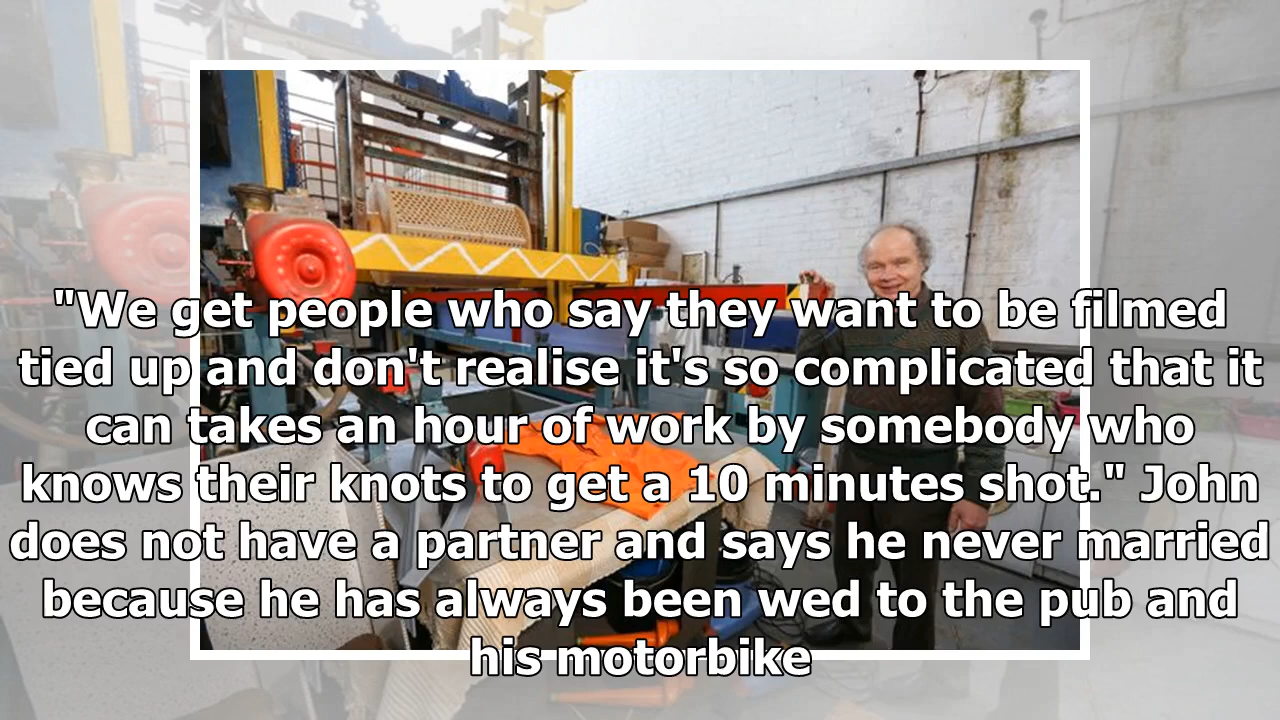 "We get people who say they want to be filmed
tied up and don't realise it's so complicated that it
can takes an hour of work by somebody who
knows their knots to get a 10 minutes shot." John
does not have a partner and says he never married
because he has always been wed to the pub and
his motorbike